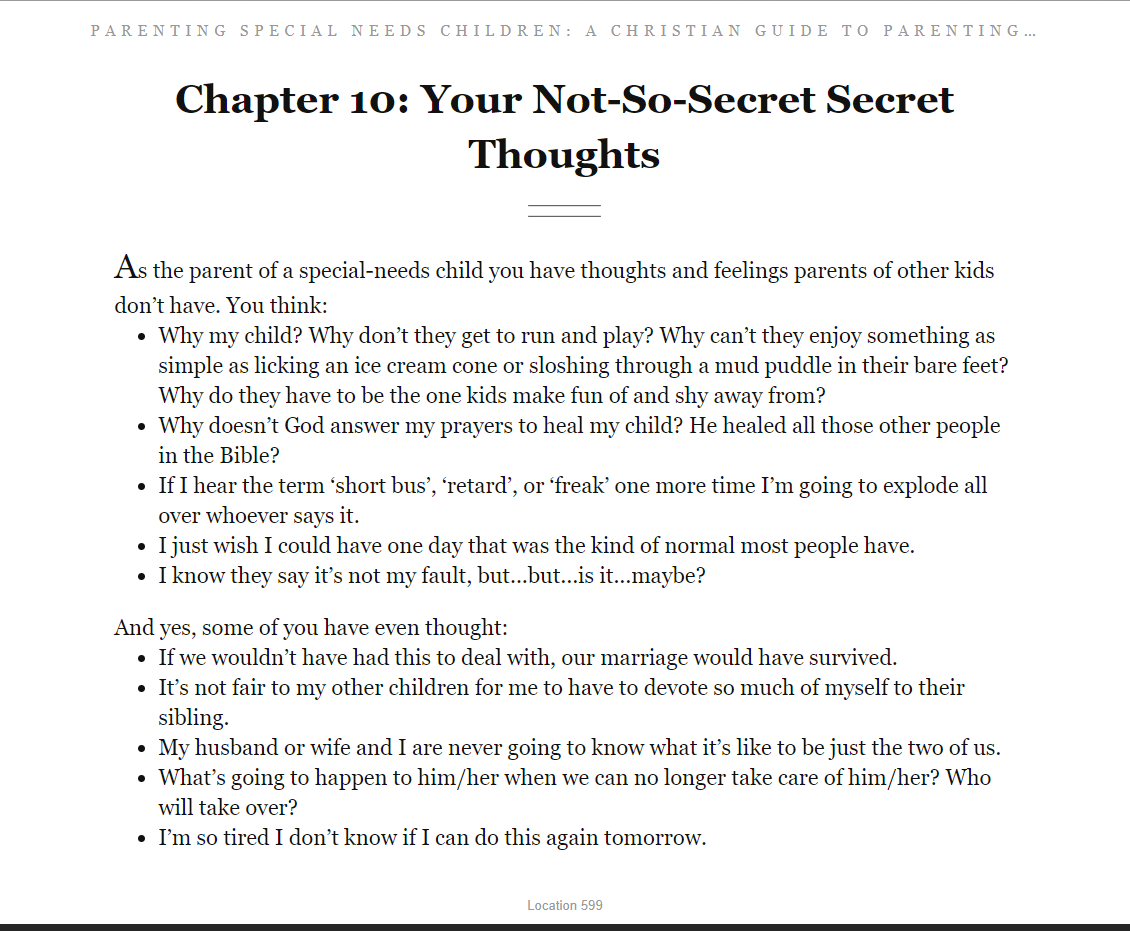 PARENTING SPECIAL NEEDS CHILDREN: A CHRISTIAN GUIDE TO PARENTING…
Chapter 10: Your Not-So-Secret Secret
Thoughts
As the parent of a special-needs child you have thoughts and feelings parents of other kids
don’t have. You think:
• Why my child? Why don’t they get to run and play? Why can’t they enjoy something as
simple as licking an ice cream cone or sloshing through a mud puddle in their bare feet?
Why do they have to be the one kids make fun of and shy away from?
• Why doesn’t God answer my prayers to heal my child? He healed all those other people
in the Bible?
• If I hear the term ‘short bus’, ‘retard’, or ‘freak’ one more time I’m going to explode all
over whoever says it.
• I just wish I could have one day that was the kind of normal most people have.
• I know they say it’s not my fault, but…but…is it…maybe?
And yes, some of you have even thought:
• If we wouldn’t have had this to deal with, our marriage would have survived.
• It’s not fair to my other children for me to have to devote so much of myself to their
sibling.
• My husband or wife and I are never going to know what it’s like to be just the two of us.
• What’s going to happen to him/her when we can no longer take care of him/her? Who
will take over?
• I’m so tired I don’t know if I can do this again tomorrow.
Location 599